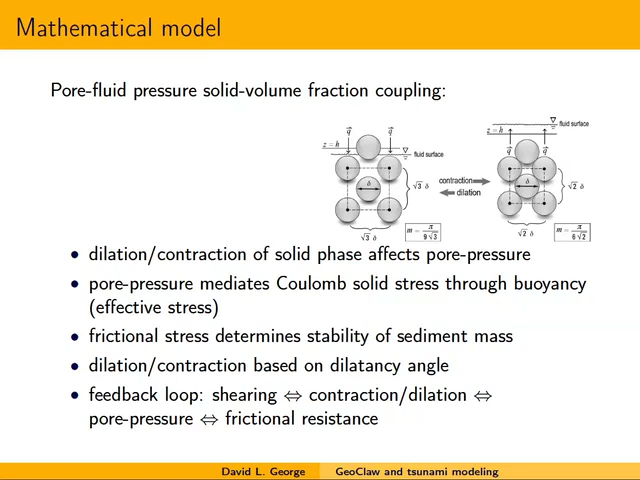 Mathematical model
Pore-fluid pressure solid-volume fraction coupling:
q⃗ q⃗
z = h
fluid surface
δ
√3 δ
√3 δ
m = π / 9√3
contraction
dilation
fluid surface
z = h
q⃗ q⃗
δ
√2 δ
√2 δ
m = π / 6√2
• dilation/contraction of solid phase affects pore-pressure
• pore-pressure mediates Coulomb solid stress through buoyancy
(effective stress)
• frictional stress determines stability of sediment mass
• dilation/contraction based on dilatancy angle
• feedback loop: shearing ⇔ contraction/dilation ⇔
pore-pressure ⇔ frictional resistance
David L. George GeoClaw and tsunami modeling